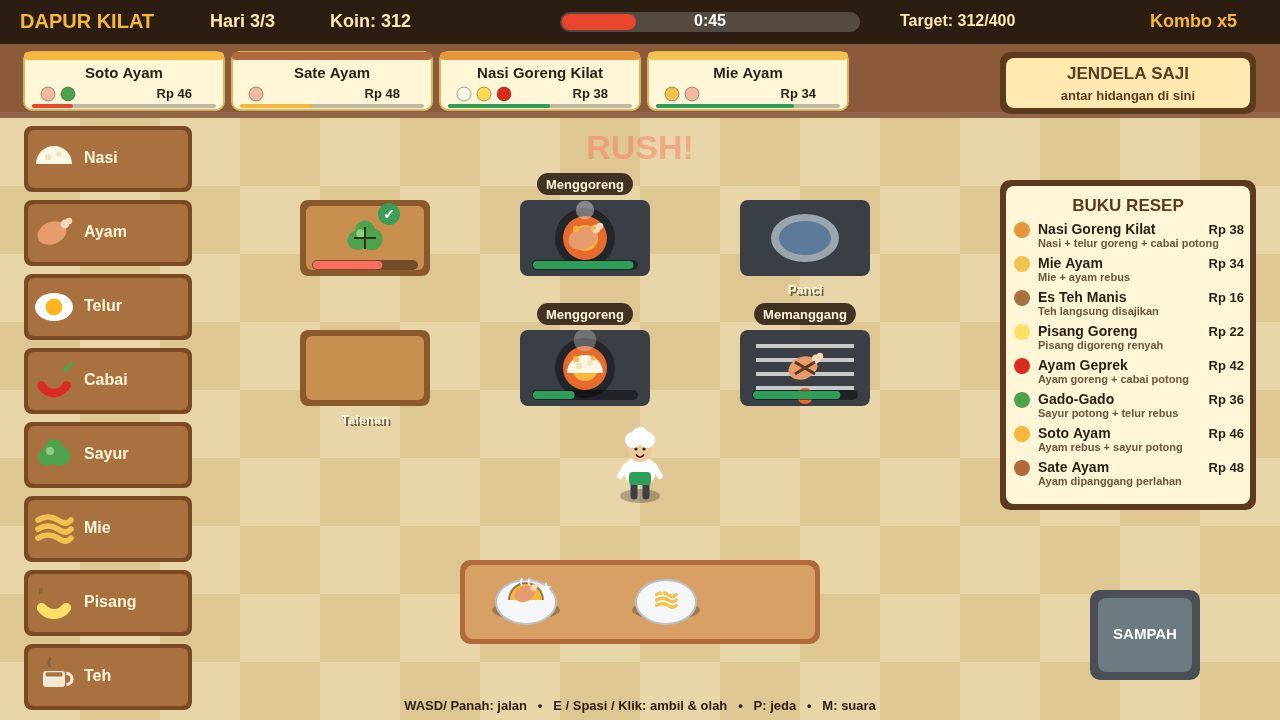 DAPUR KILAT Hari 3/3 Koin: 312 0:45 Target: 312/400 Kombo x5
Soto Ayam
Rp 46
Sate Ayam
Rp 48
Nasi Goreng Kilat
Rp 38
Mie Ayam
Rp 34
JENDELA SAJI
antar hidangan di sini
RUSH!
Nasi
Ayam
Telur
Cabai
Sayur
Mie
Pisang
Teh
Menggoreng
Panci
Menggoreng
Memanggang
Talenan
BUKU RESEP
Nasi Goreng Kilat Rp 38
Nasi + telur goreng + cabai potong
Mie Ayam Rp 34
Mie + ayam rebus
Es Teh Manis Rp 16
Teh langsung disajikan
Pisang Goreng Rp 22
Pisang digoreng renyah
Ayam Geprek Rp 42
Ayam goreng + cabai potong
Gado-Gado Rp 36
Sayur potong + telur rebus
Soto Ayam Rp 46
Ayam rebus + sayur potong
Sate Ayam Rp 48
Ayam dipanggang perlahan
SAMPAH
WASD/ Panah: jalan • E / Spasi / Klik: ambil & olah • P: jeda • M: suara